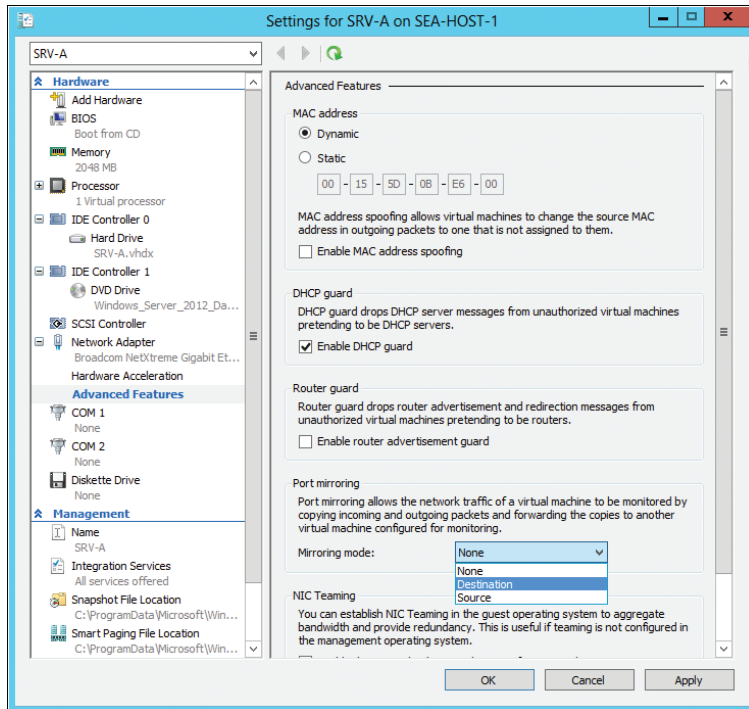 Settings for SRV-A on SEA-HOST-1
SRV-A
Hardware
Add Hardware
BIOS
Boot from CD
Memory
2048 MB
Processor
1 Virtual processor
IDE Controller 0
Hard Drive
SRV-A.vhdx
IDE Controller 1
DVD Drive
Windows_Server_2012_Da...
SCSI Controller
Network Adapter
Broadcom NetXtreme Gigabit Et...
Hardware Acceleration
Advanced Features
COM 1
None
COM 2
None
Diskette Drive
None
Management
Name
SRV-A
Integration Services
All services offered
Snapshot File Location
C:\ProgramData\Microsoft\Win...
Smart Paging File Location
C:\ProgramData\Microsoft\Win...
Advanced Features
MAC address
Dynamic
Static
00 - 15 - 5D - 0B - E6 - 00
MAC address spoofing allows virtual machines to change the source MAC
address in outgoing packets to one that is not assigned to them.
Enable MAC address spoofing
DHCP guard
DHCP guard drops DHCP server messages from unauthorized virtual machines
pretending to be DHCP servers.
Enable DHCP guard
Router guard
Router guard drops router advertisement and redirection messages from
unauthorized virtual machines pretending to be routers.
Enable router advertisement guard
Port mirroring
Port mirroring allows the network traffic of a virtual machine to be monitored by
copying incoming and outgoing packets and forwarding the copies to another
virtual machine configured for monitoring.
Mirroring mode: None
None
Destination
Source
NIC Teaming
You can establish NIC Teaming in the guest operating system to aggregate
bandwidth and provide redundancy. This is useful if teaming is not configured in
the management operating system.
OK Cancel Apply